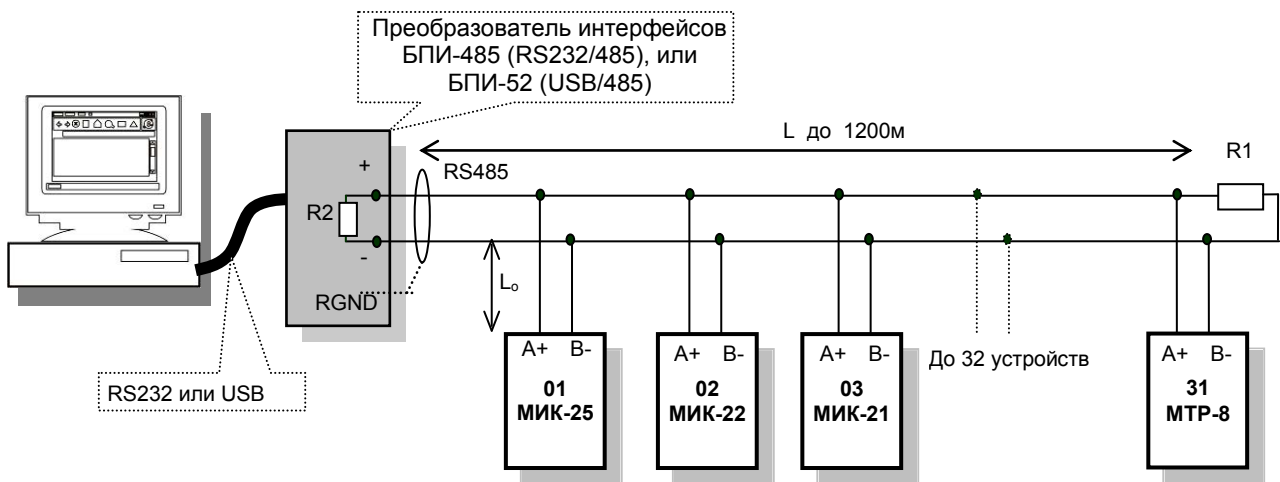 Преобразователь интерфейсов
БПИ-485 (RS232/485), или
БПИ-52 (USB/485)
L до 1200м
R1
+
RS485
R2
-
Lо
RGND
A+ B-
A+ B-
A+ B-
До 32 устройств
A+ B-
RS232 или USB
01
МИК-25
02
МИК-22
03
МИК-21
31
МТР-8